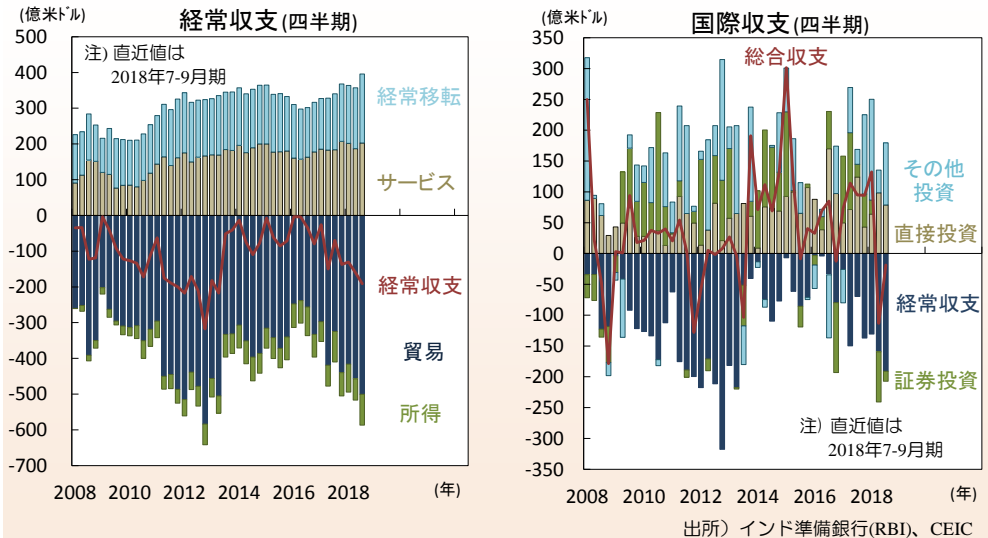 経常収支(四半期)
(億米ドル)
注) 直近値は
2018年7-9月期
経常移転
サービス
経常収支
貿易
所得
500
400
300
200
100
0
-100
-200
-300
-400
-500
-600
-700
2008 2010 2012 2014 2016 2018
(年)
国際収支(四半期)
(億米ドル)
総合収支
その他
投資
直接投資
経常収支
証券投資
注) 直近値は
2018年7-9月期
350
300
250
200
150
100
50
0
-50
-100
-150
-200
-250
-300
-350
2008 2010 2012 2014 2016 2018
(年)
出所）インド準備銀行(RBI)、CEIC